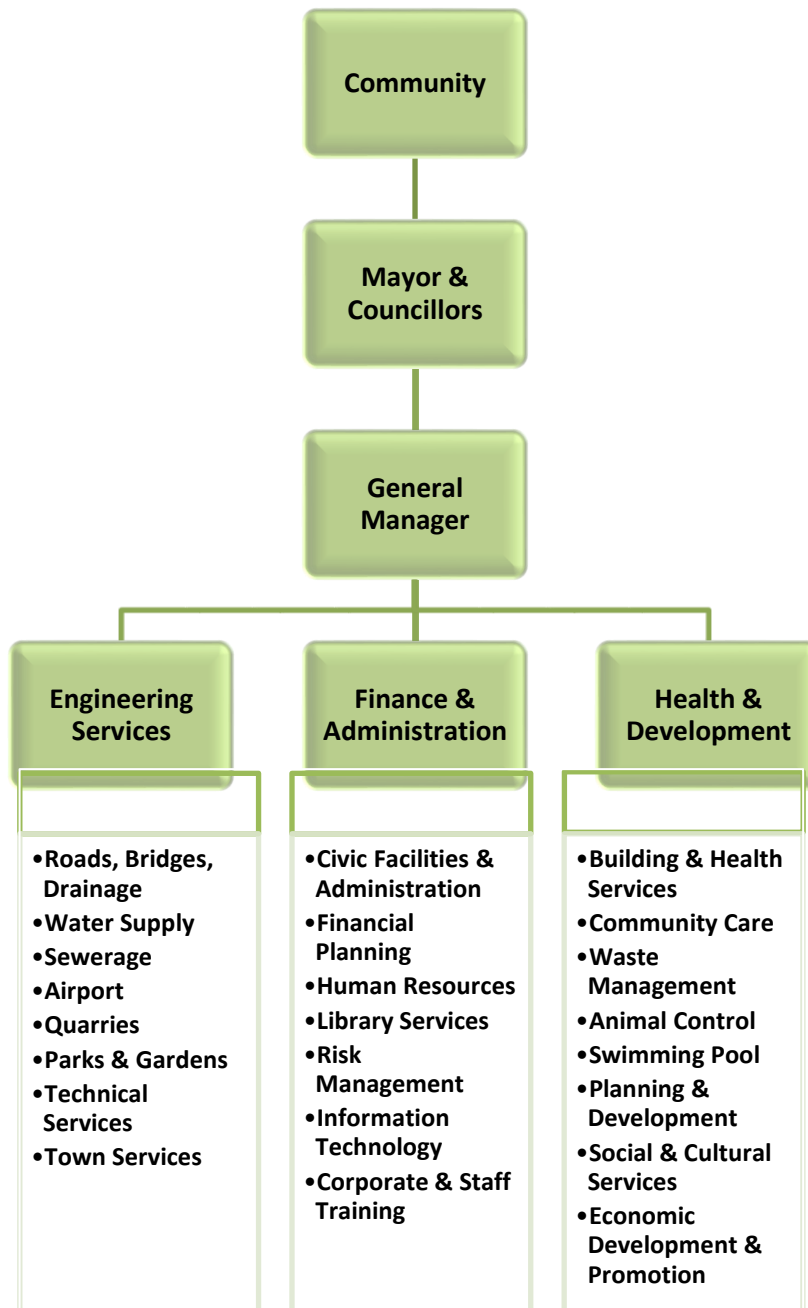 Community
Mayor &
Councillors
General
Manager
Engineering
Services
•Roads, Bridges,
Drainage
•Water Supply
•Sewerage
•Airport
•Quarries
•Parks & Gardens
•Technical
Services
•Town Services
Finance &
Administration
•Civic Facilities &
Administration
•Financial
Planning
•Human Resources
•Library Services
•Risk
Management
•Information
Technology
•Corporate & Staff
Training
Health &
Development
•Building & Health
Services
•Community Care
•Waste
Management
•Animal Control
•Swimming Pool
•Planning &
Development
•Social & Cultural
Services
•Economic
Development &
Promotion